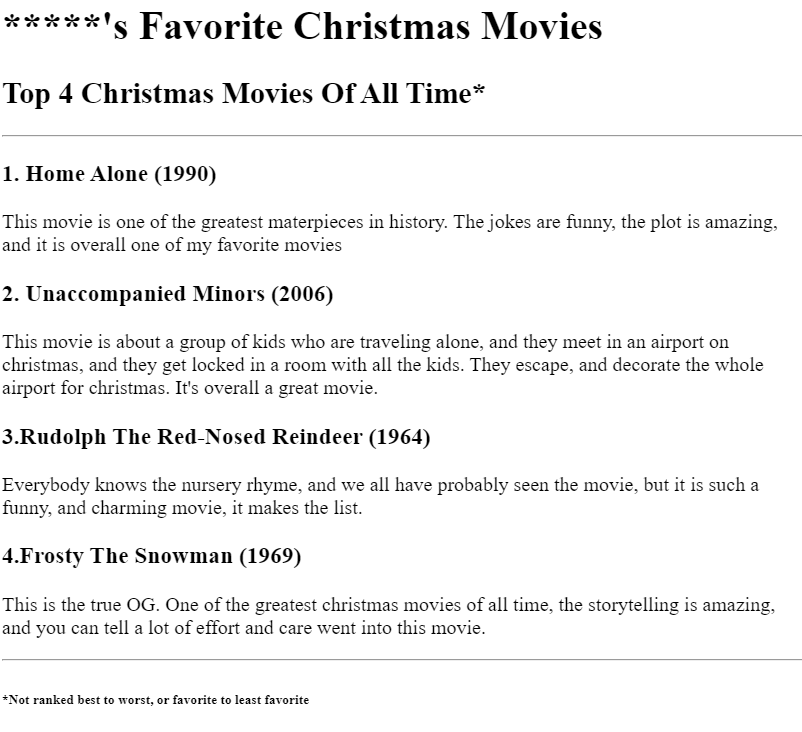 *****'s Favorite Christmas Movies
Top 4 Christmas Movies Of All Time*
1. Home Alone (1990)
This movie is one of the greatest materpieces in history. The jokes are funny, the plot is amazing,
and it is overall one of my favorite movies
2. Unaccompanied Minors (2006)
This movie is about a group of kids who are traveling alone, and they meet in an airport on
christmas, and they get locked in a room with all the kids. They escape, and decorate the whole
airport for christmas. It's overall a great movie.
3.Rudolph The Red-Nosed Reindeer (1964)
Everybody knows the nursery rhyme, and we all have probably seen the movie, but it is such a
funny, and charming movie, it makes the list.
4.Frosty The Snowman (1969)
This is the true OG. One of the greatest christmas movies of all time, the storytelling is amazing,
and you can tell a lot of effort and care went into this movie.
*Not ranked best to worst, or favorite to least favorite